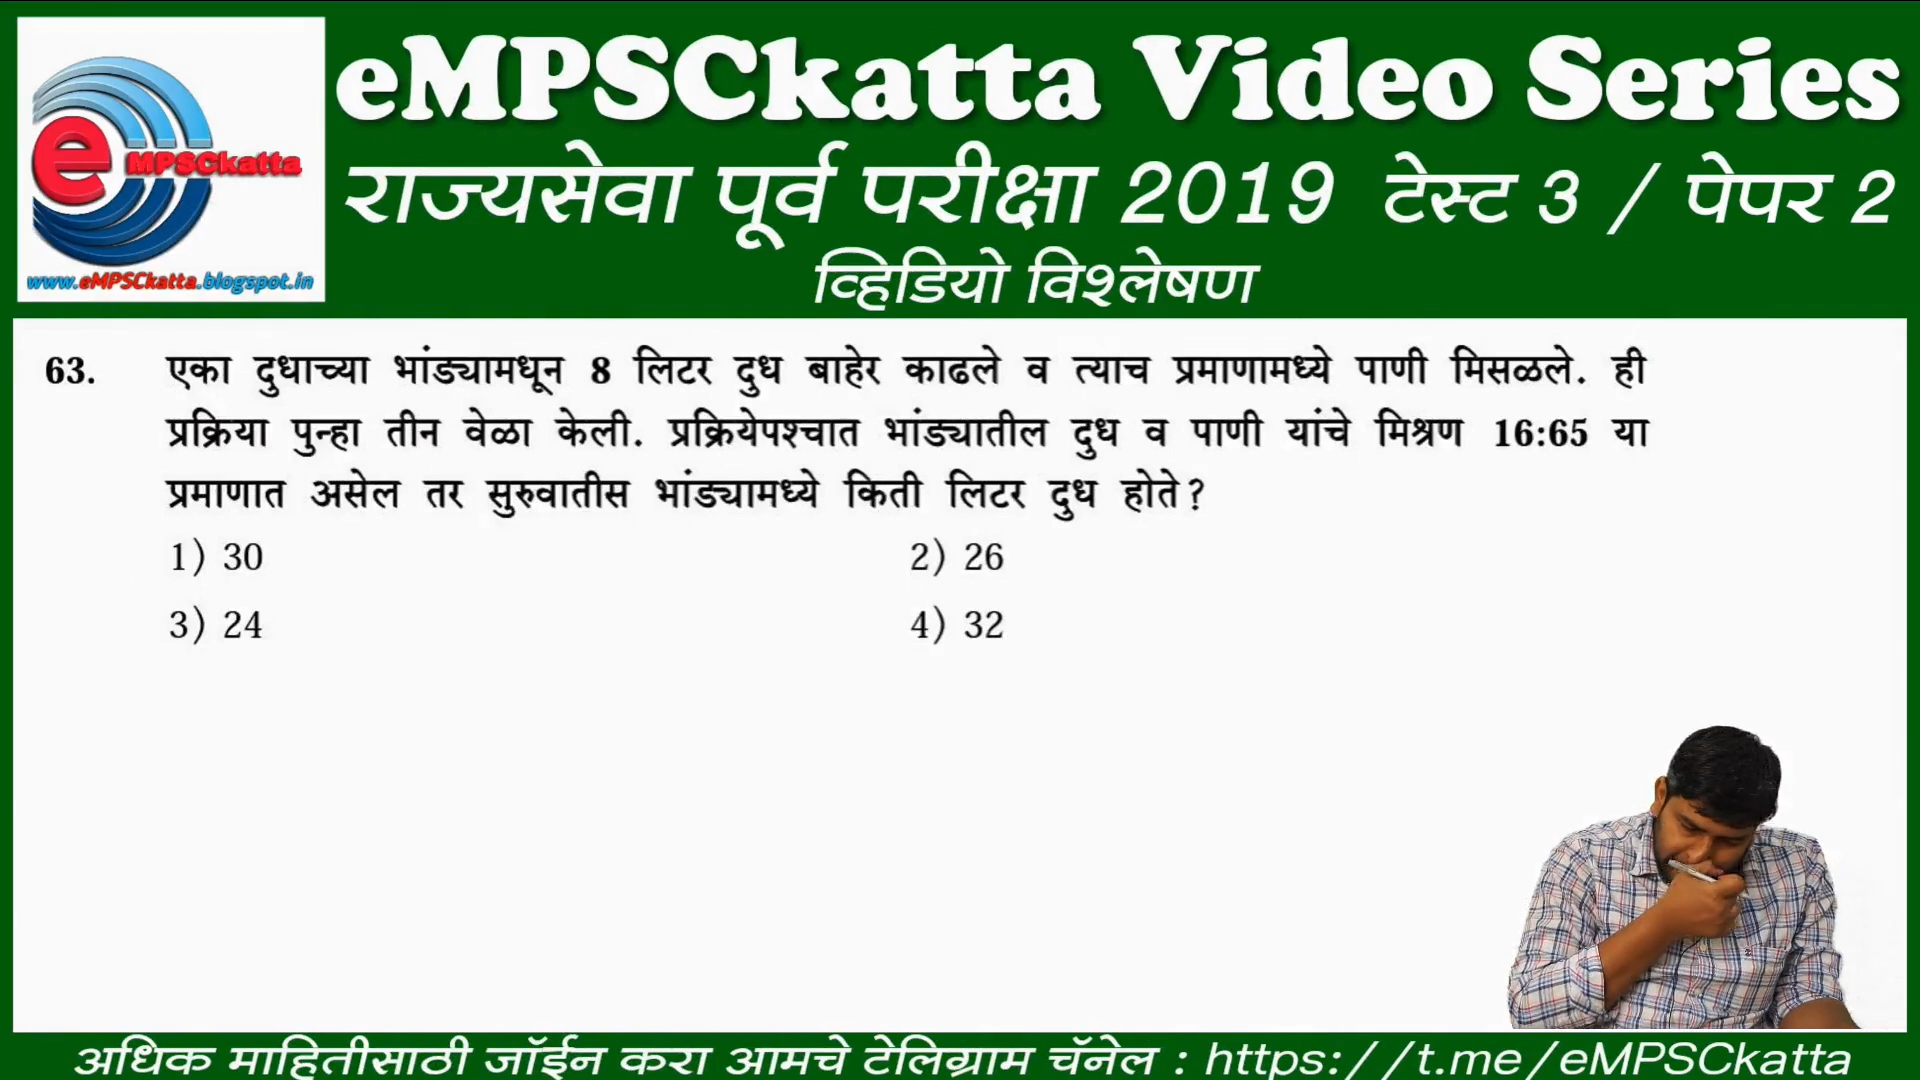 eMPSCkatta
www.eMPSCkatta.blogspot.in
eMPSCkatta Video Series
राज्यसेवा पूर्व परीक्षा 2019 टेस्ट 3 / पेपर 2
व्हिडियो विश्लेषण
63. एका दुधाच्या भांड्यामधून 8 लिटर दुध बाहेर काढले व त्याच प्रमाणामध्ये पाणी मिसळले. ही
प्रक्रिया पुन्हा तीन वेळा केली. प्रक्रियेपश्चात भांड्यातील दुध व पाणी यांचे मिश्रण 16:65 या
प्रमाणात असेल तर सुरुवातीस भांड्यामध्ये किती लिटर दुध होते?
1) 30 2) 26
3) 24 4) 32
अधिक माहितीसाठी जॉईन करा आमचे टेलिग्राम चॅनेल : https://t.me/eMPSCkatta